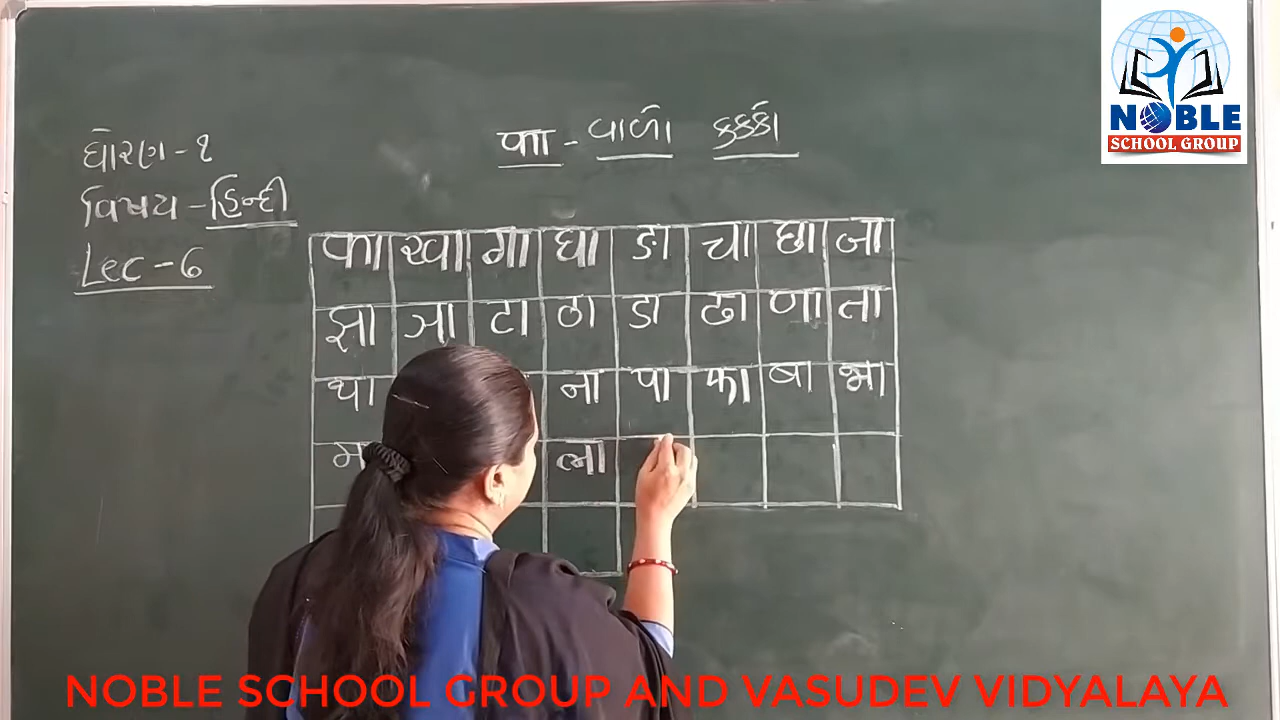 NOBLE
SCHOOL GROUP
ધોરણ - ૧
વિષય - હિન્દી
Lec - 6
ા - વાળો કક્કો
का खा गा घा ङा चा छा जा
झा ञा टा ठा डा ढा णा ता
था ना पा फा बा भा
ला
NOBLE SCHOOL GROUP AND VASUDEV VIDYALAYA